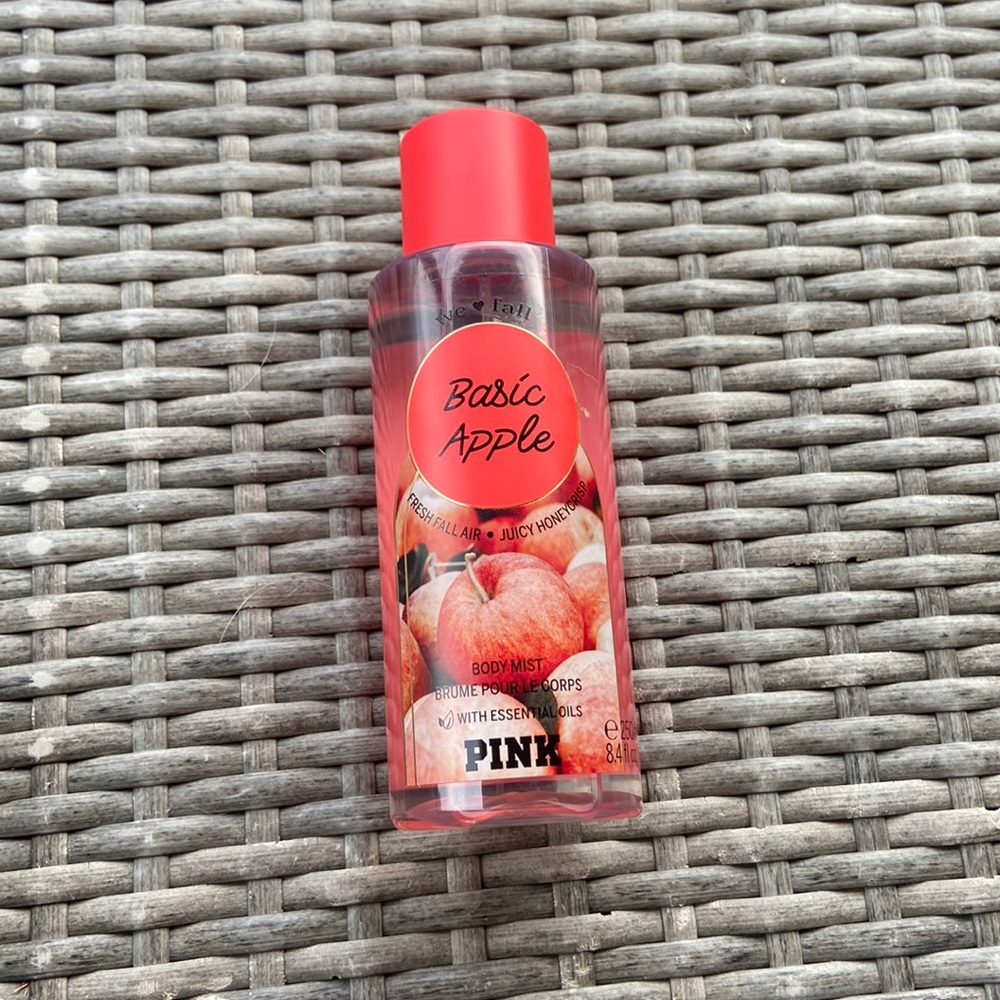 fall
Basic
Apple
FRESH FALL AIR • JUICY HONEYCRISP
BODY MIST
BRUME POUR LE CORPS
WITH ESSENTIAL OILS
PINK
e 250
8.4 fl